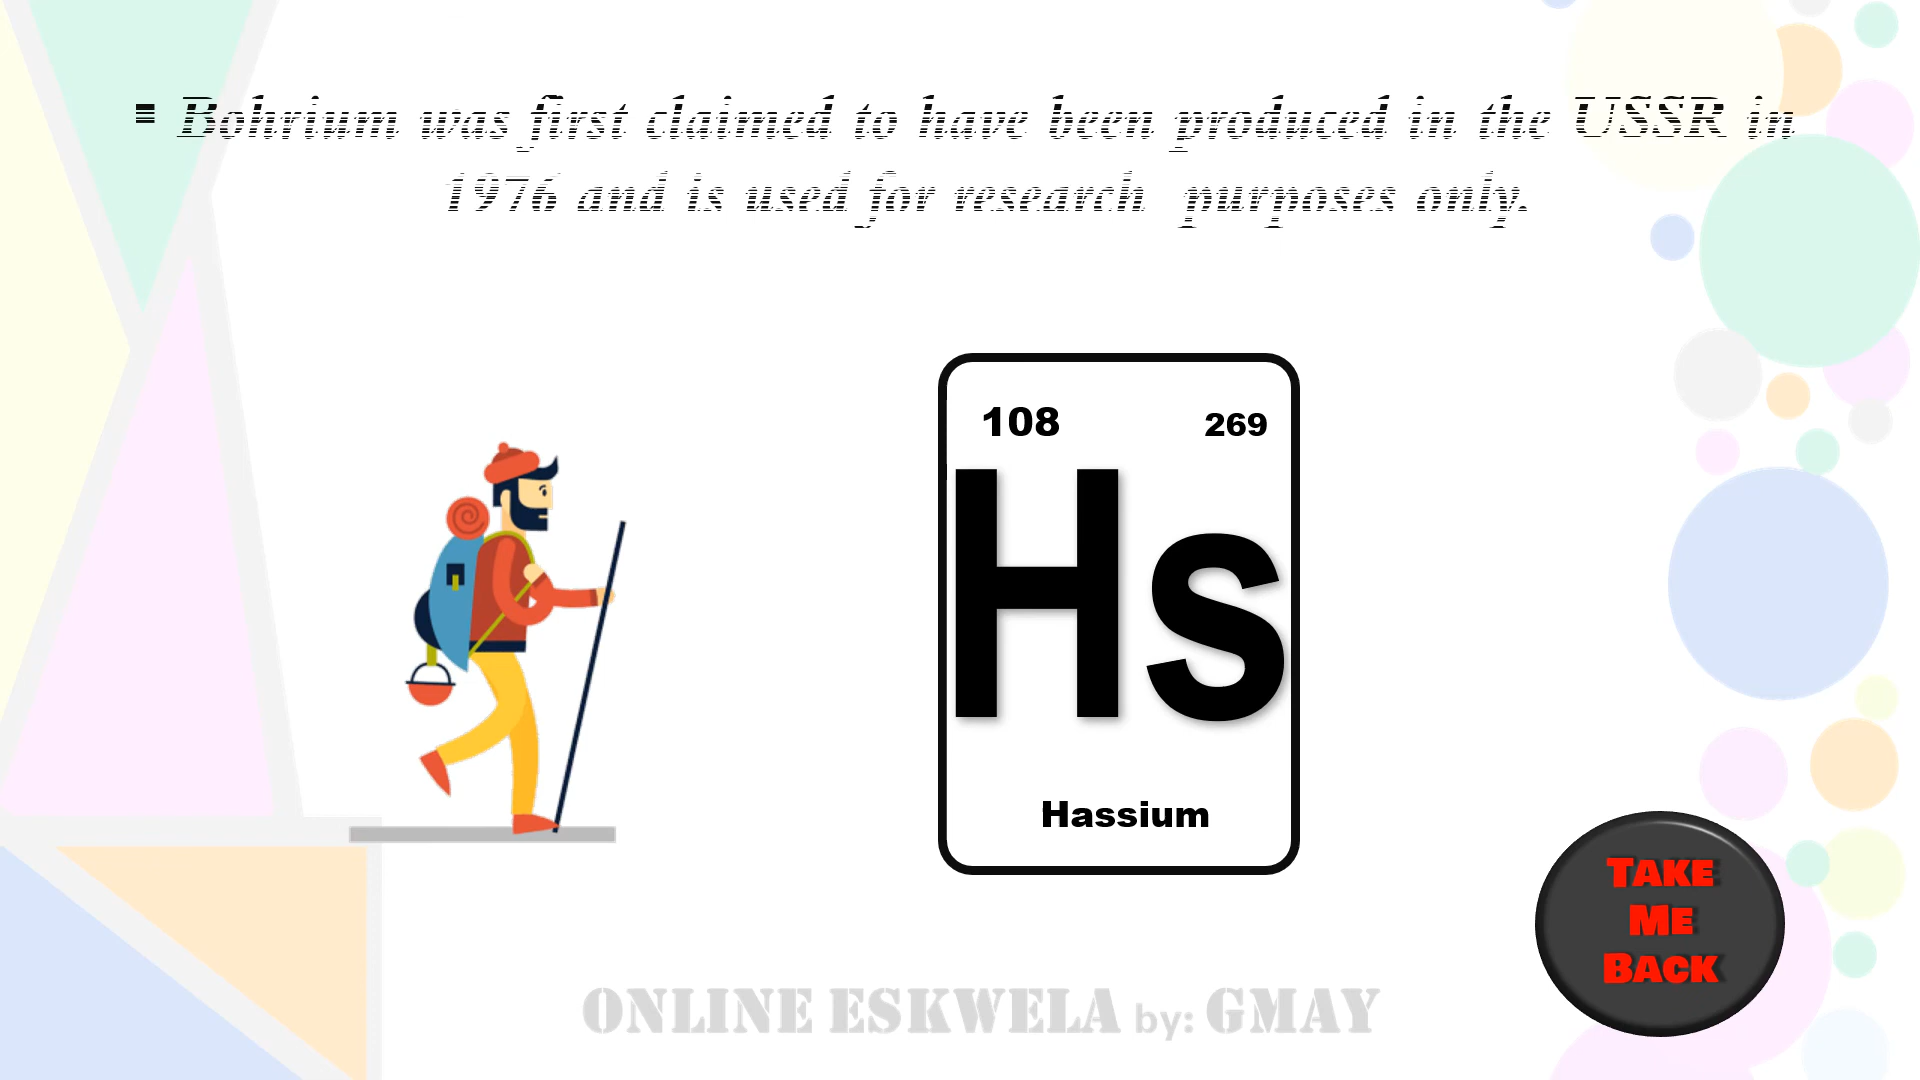 ▪ Bohrium was first claimed to have been produced in the USSR in
1976 and is used for research purposes only.
108 269
Hs
Hassium
TAKE
ME
BACK
ONLINE ESKWELA by: GMAY